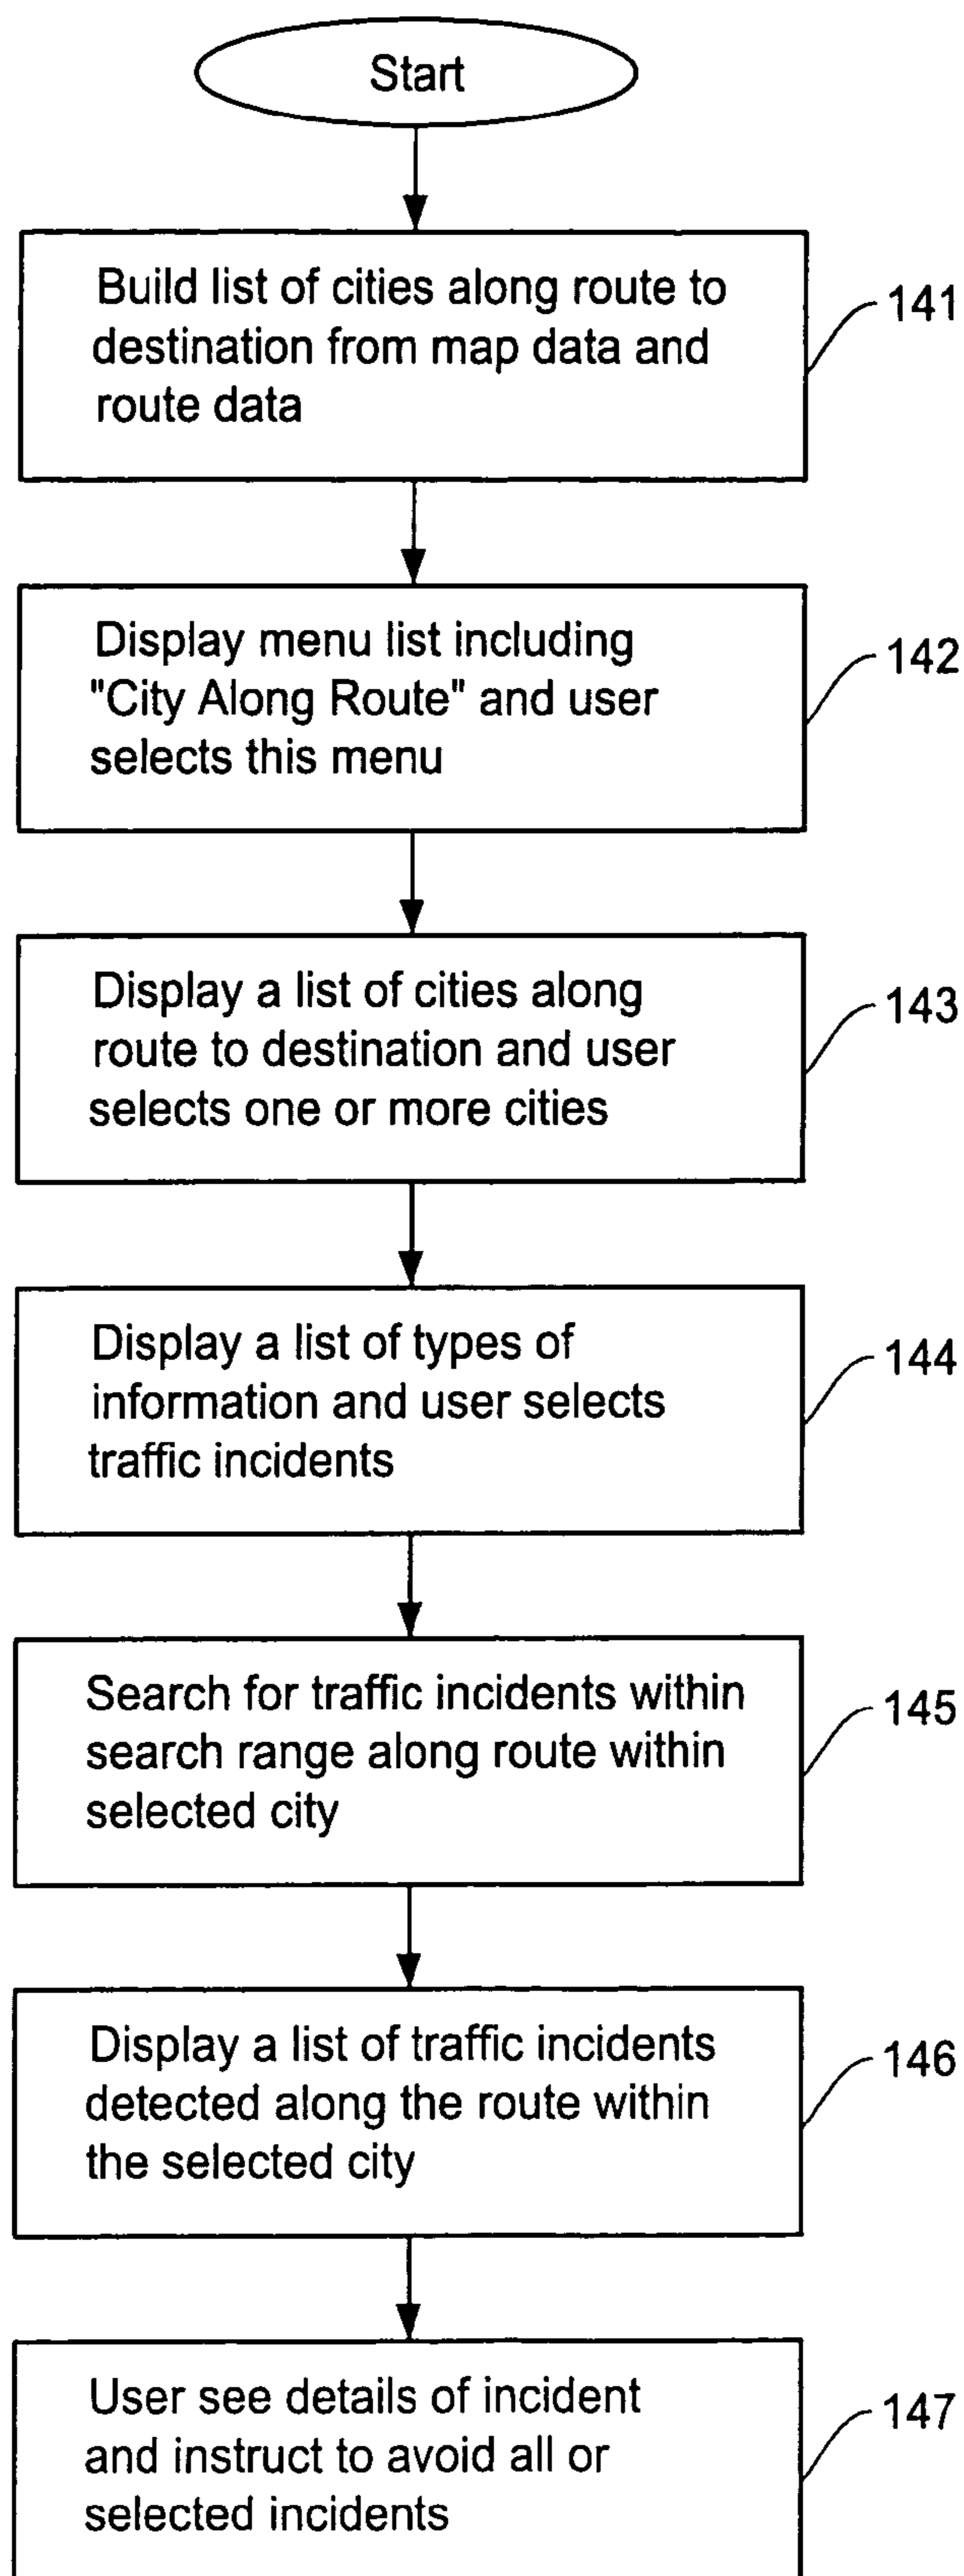 Start
Build list of cities along route to
destination from map data and
route data
141
Display menu list including
"City Along Route" and user
selects this menu
142
Display a list of cities along
route to destination and user
selects one or more cities
143
Display a list of types of
information and user selects
traffic incidents
144
Search for traffic incidents within
search range along route within
selected city
145
Display a list of traffic incidents
detected along the route within
the selected city
146
User see details of incident
and instruct to avoid all or
selected incidents
147